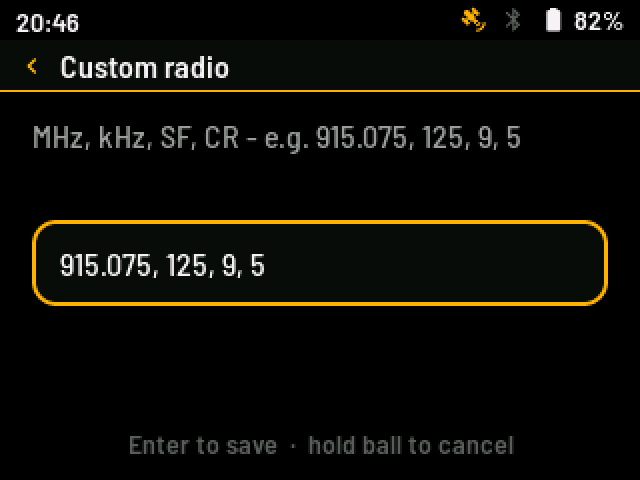 20:46
82%
Custom radio
MHz, kHz, SF, CR - e.g. 915.075, 125, 9, 5
915.075, 125, 9, 5
Enter to save · hold ball to cancel